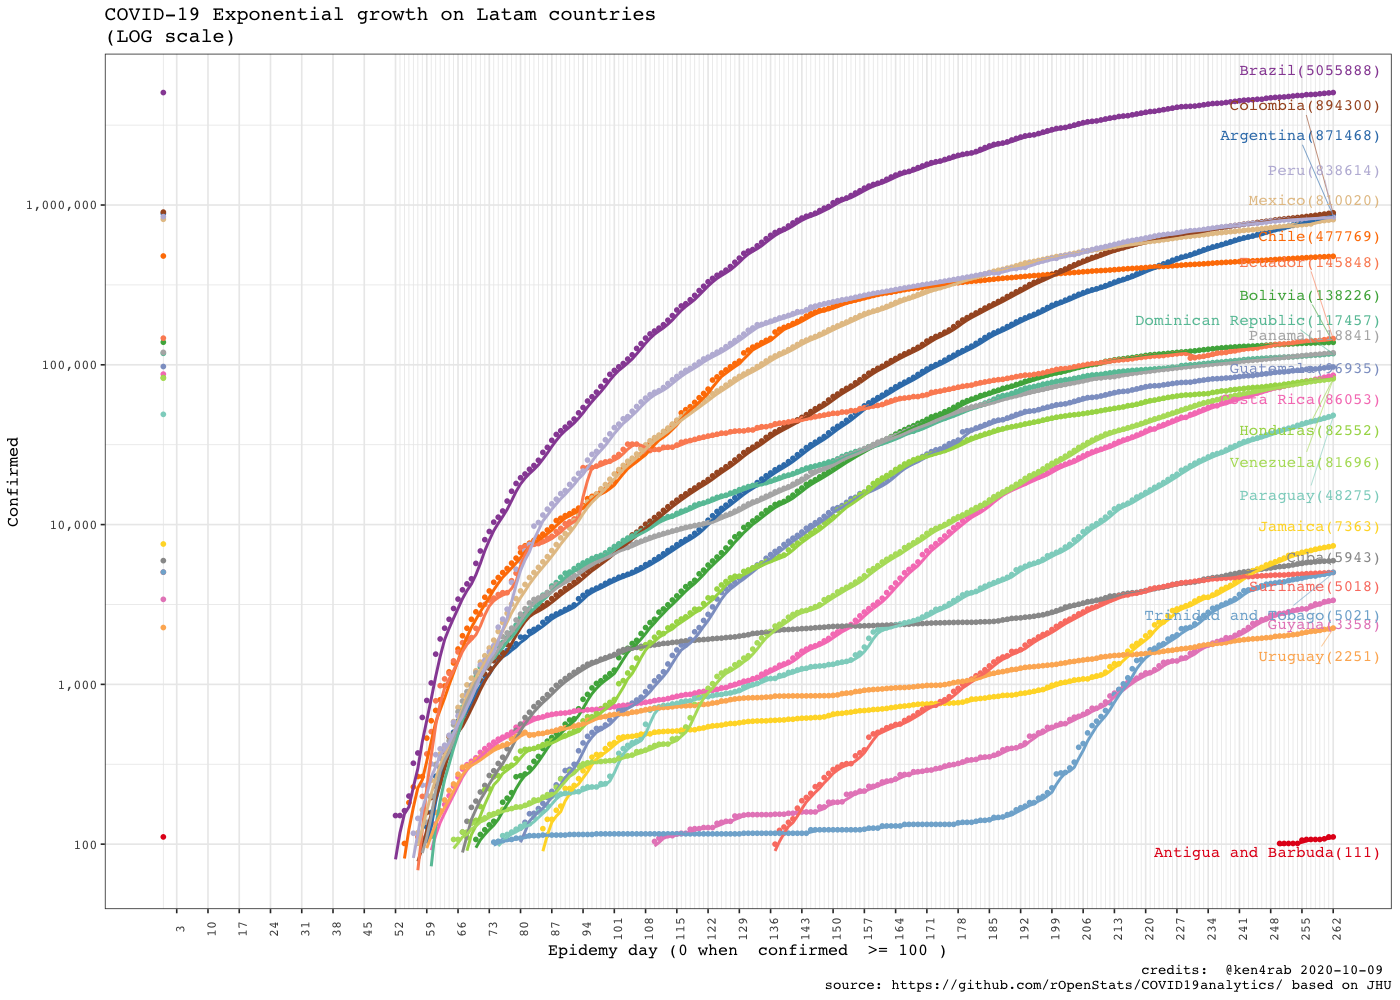 COVID-19 Exponential growth on Latam countries
(LOG scale)
Brazil(5055888)
Colombia(894300)
Argentina(871468)
Peru(838614)
Mexico(810020)
Chile(477769)
Ecuador(145848)
Bolivia(138226)
Dominican Republic(117457)
Panama(118841)
Guatemala(96935)
Costa Rica(86053)
Honduras(82552)
Venezuela(81696)
Paraguay(48275)
Jamaica(7363)
Cuba(5943)
Suriname(5018)
Trinidad and Tobago(5021)
Guyana(3358)
Uruguay(2251)
Antigua and Barbuda(111)
1,000,000
100,000
10,000
1,000
100
Confirmed
3 10 17 24 31 38 45 52 59 66 73 80 87 94 101 108 115 122 129 136 143 150 157 164 171 178 185 192 199 206 213 220 227 234 241 248 255 262
Epidemy day (0 when confirmed >= 100 )
credits: @ken4rab 2020-10-09
source: https://github.com/rOpenStats/COVID19analytics/ based on JHU